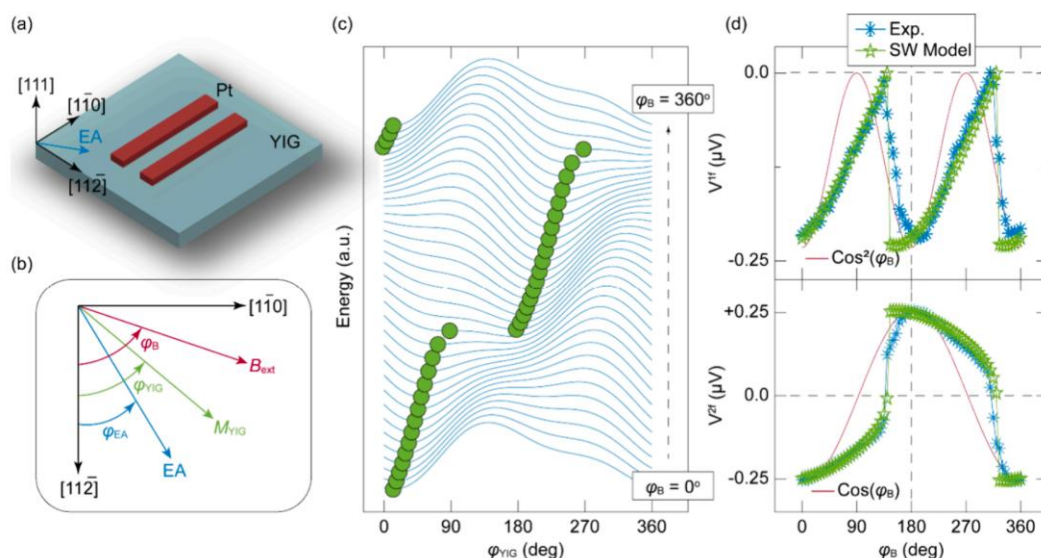 (a)
[111]
[11̅0]
EA
[112̅]
Pt
YIG
(b)
[11̅0]
φB
Bext
φYIG
MYIG
φEA
EA
[112̅]
(c)
Energy (a.u.)
φB = 360°
φB = 0°
0 90 180 270 360
φYIG (deg)
(d)
Exp.
SW Model
0.0
V1f (μV)
-0.25
Cos²(φB)
+0.25
V2f (μV)
0.0
-0.25
Cos(φB)
0 90 180 270 360
φB (deg)